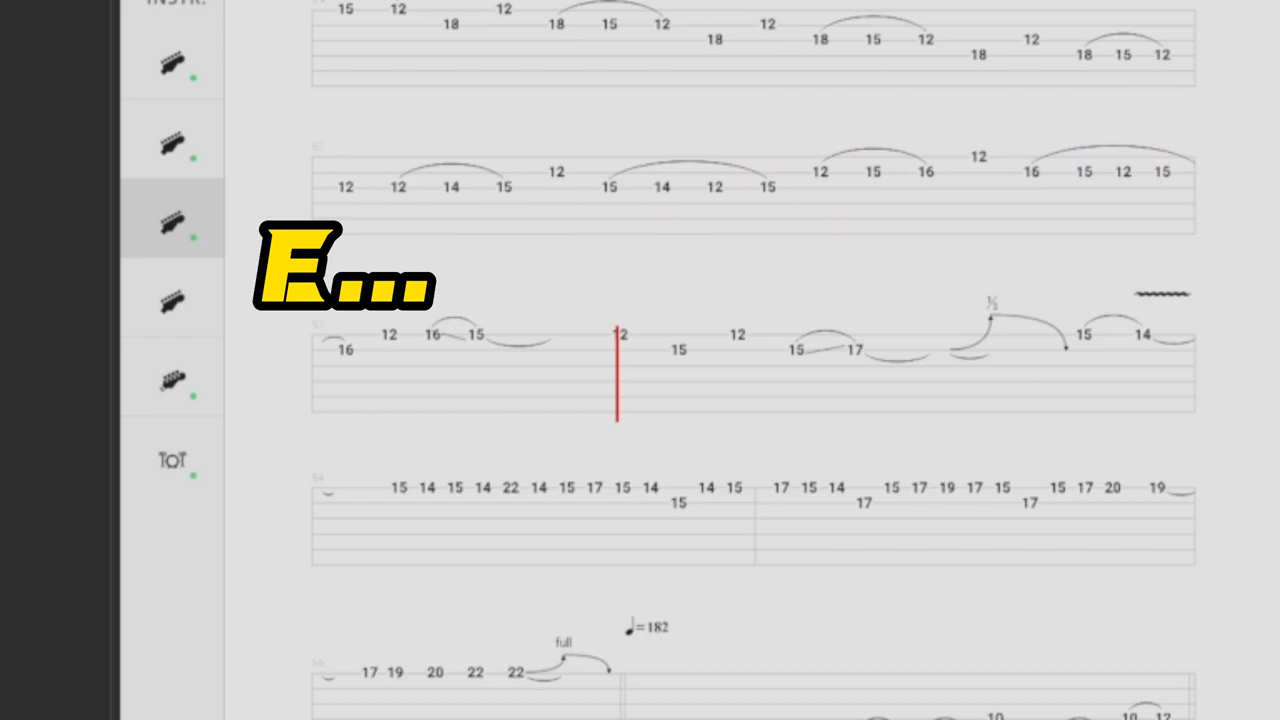 INSTR.
15 12 12
18 18 15 12 12
18 18 15 12 12
18 18 15 12
12
12 12 15 16 16 15 12 15
12 12 14 15 15 14 12 15
E...
½
12 16 15 12 12 15 14
16 15 15 17
54
15 14 15 14 22 14 15 17 15 14 14 15 17 15 14 15 17 19 17 15 15 17 20 19
15 17 17
=182
full
17 19 20 22 22
10 10 12